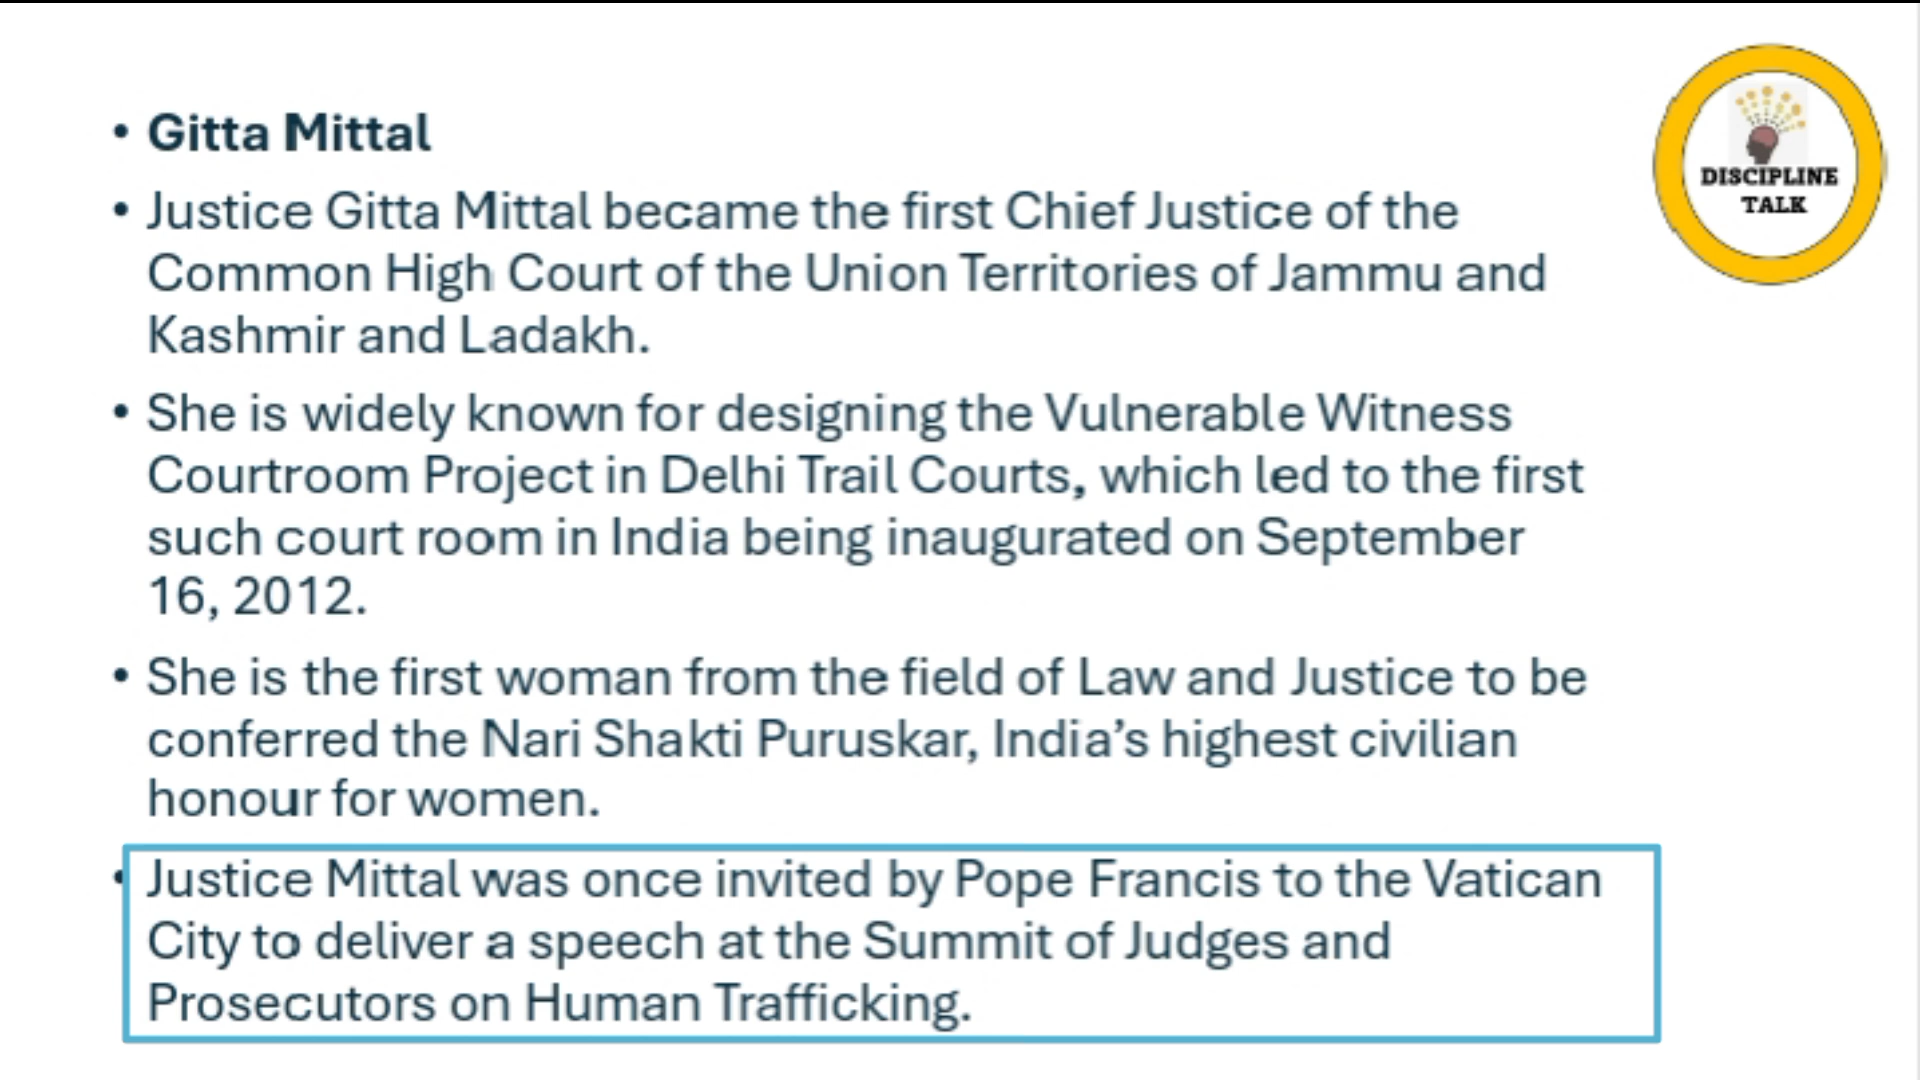 • Gitta Mittal
• Justice Gitta Mittal became the first Chief Justice of the
Common High Court of the Union Territories of Jammu and
Kashmir and Ladakh.
• She is widely known for designing the Vulnerable Witness
Courtroom Project in Delhi Trail Courts, which led to the first
such court room in India being inaugurated on September
16, 2012.
• She is the first woman from the field of Law and Justice to be
conferred the Nari Shakti Puruskar, India’s highest civilian
honour for women.
• Justice Mittal was once invited by Pope Francis to the Vatican
City to deliver a speech at the Summit of Judges and
Prosecutors on Human Trafficking.
DISCIPLINE
TALK